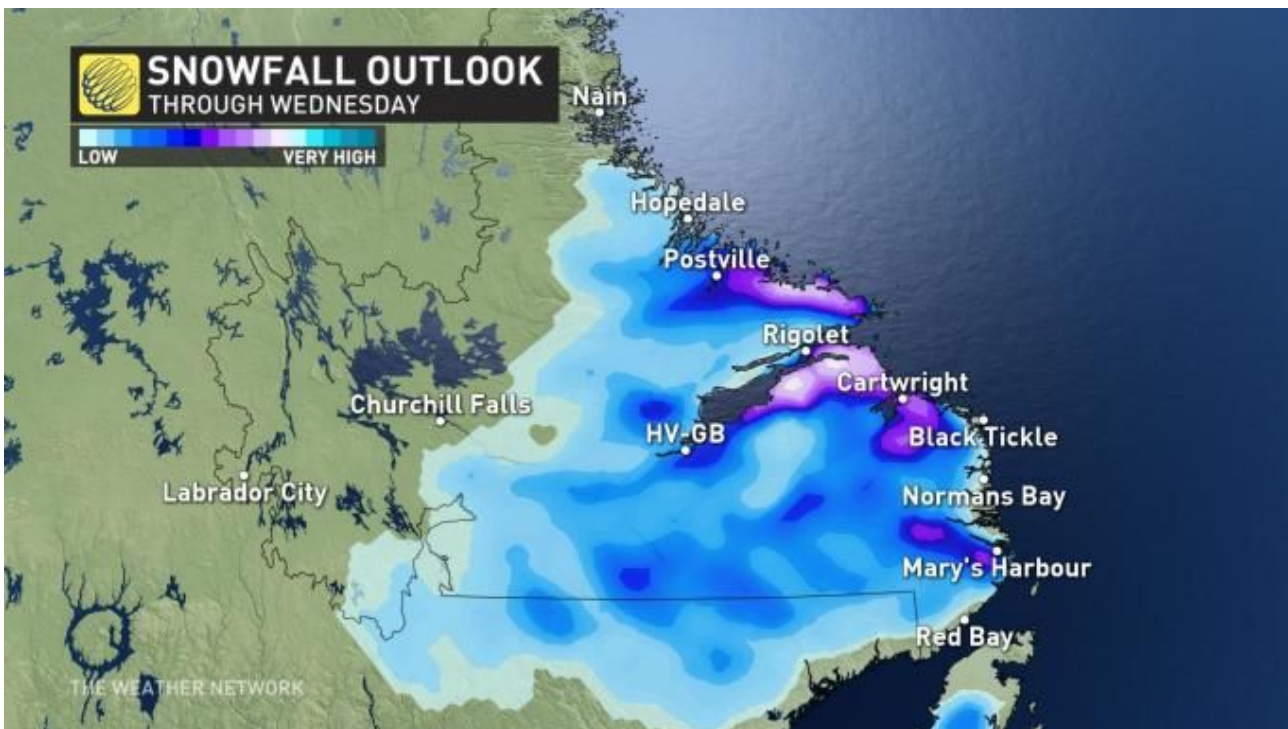 SNOWFALL OUTLOOK
THROUGH WEDNESDAY
LOW VERY HIGH
Nain
Hopedale
Postville
Rigolet
Cartwright
Churchill Falls
HV-GB
Black Tickle
Labrador City
Normans Bay
Mary's Harbour
Red Bay
THE WEATHER NETWORK